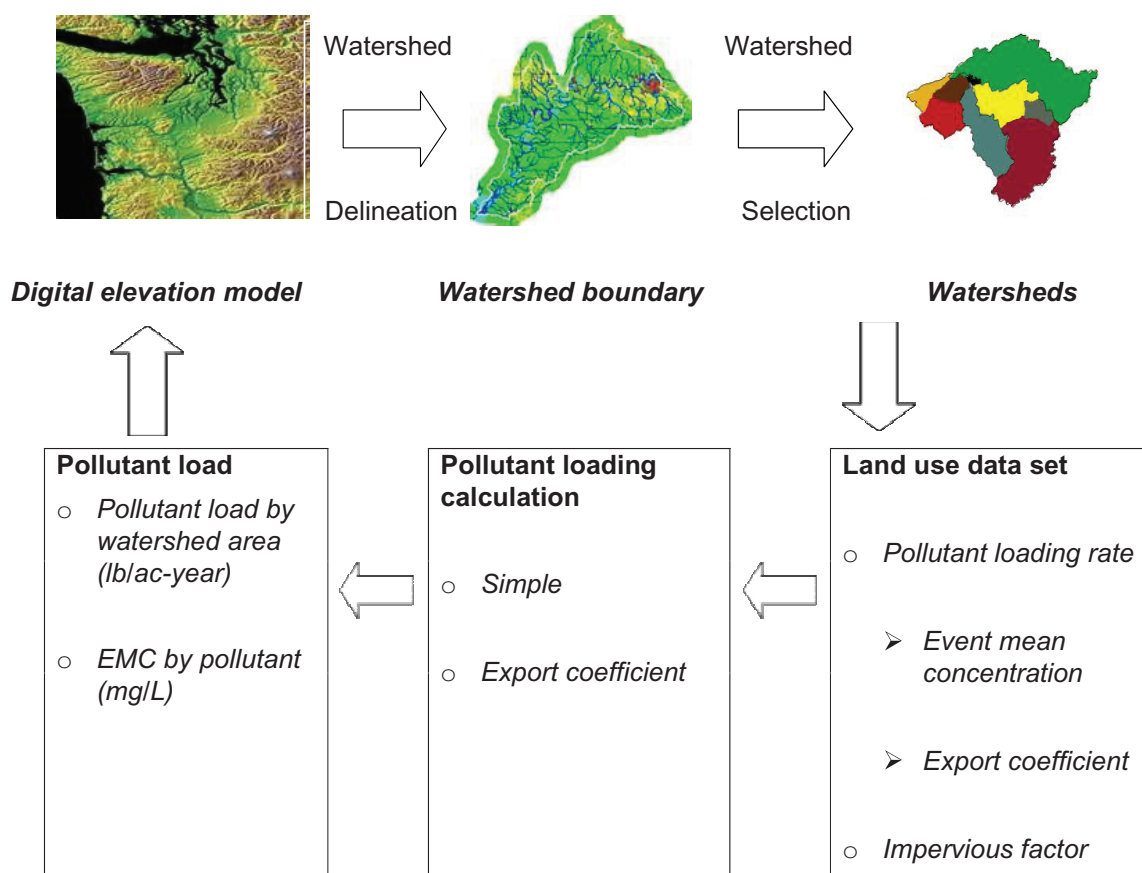 Watershed
Delineation
Watershed
Selection
Digital elevation model
Watershed boundary
Watersheds
Pollutant load
o Pollutant load by
watershed area
(lb/ac-year)
o EMC by pollutant
(mg/L)
Pollutant loading
calculation
o Simple
o Export coefficient
Land use data set
o Pollutant loading rate
➢ Event mean
concentration
➢ Export coefficient
o Impervious factor